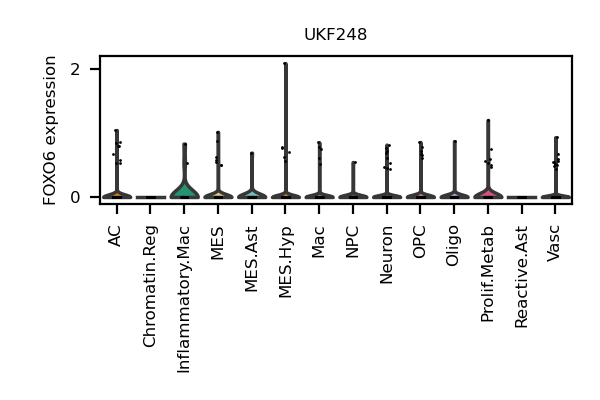 UKF248
FOXO6 expression
2
0
AC
Chromatin.Reg
Inflammatory.Mac
MES
MES.Ast
MES.Hyp
Mac
NPC
Neuron
OPC
Oligo
Prolif.Metab
Reactive.Ast
Vasc